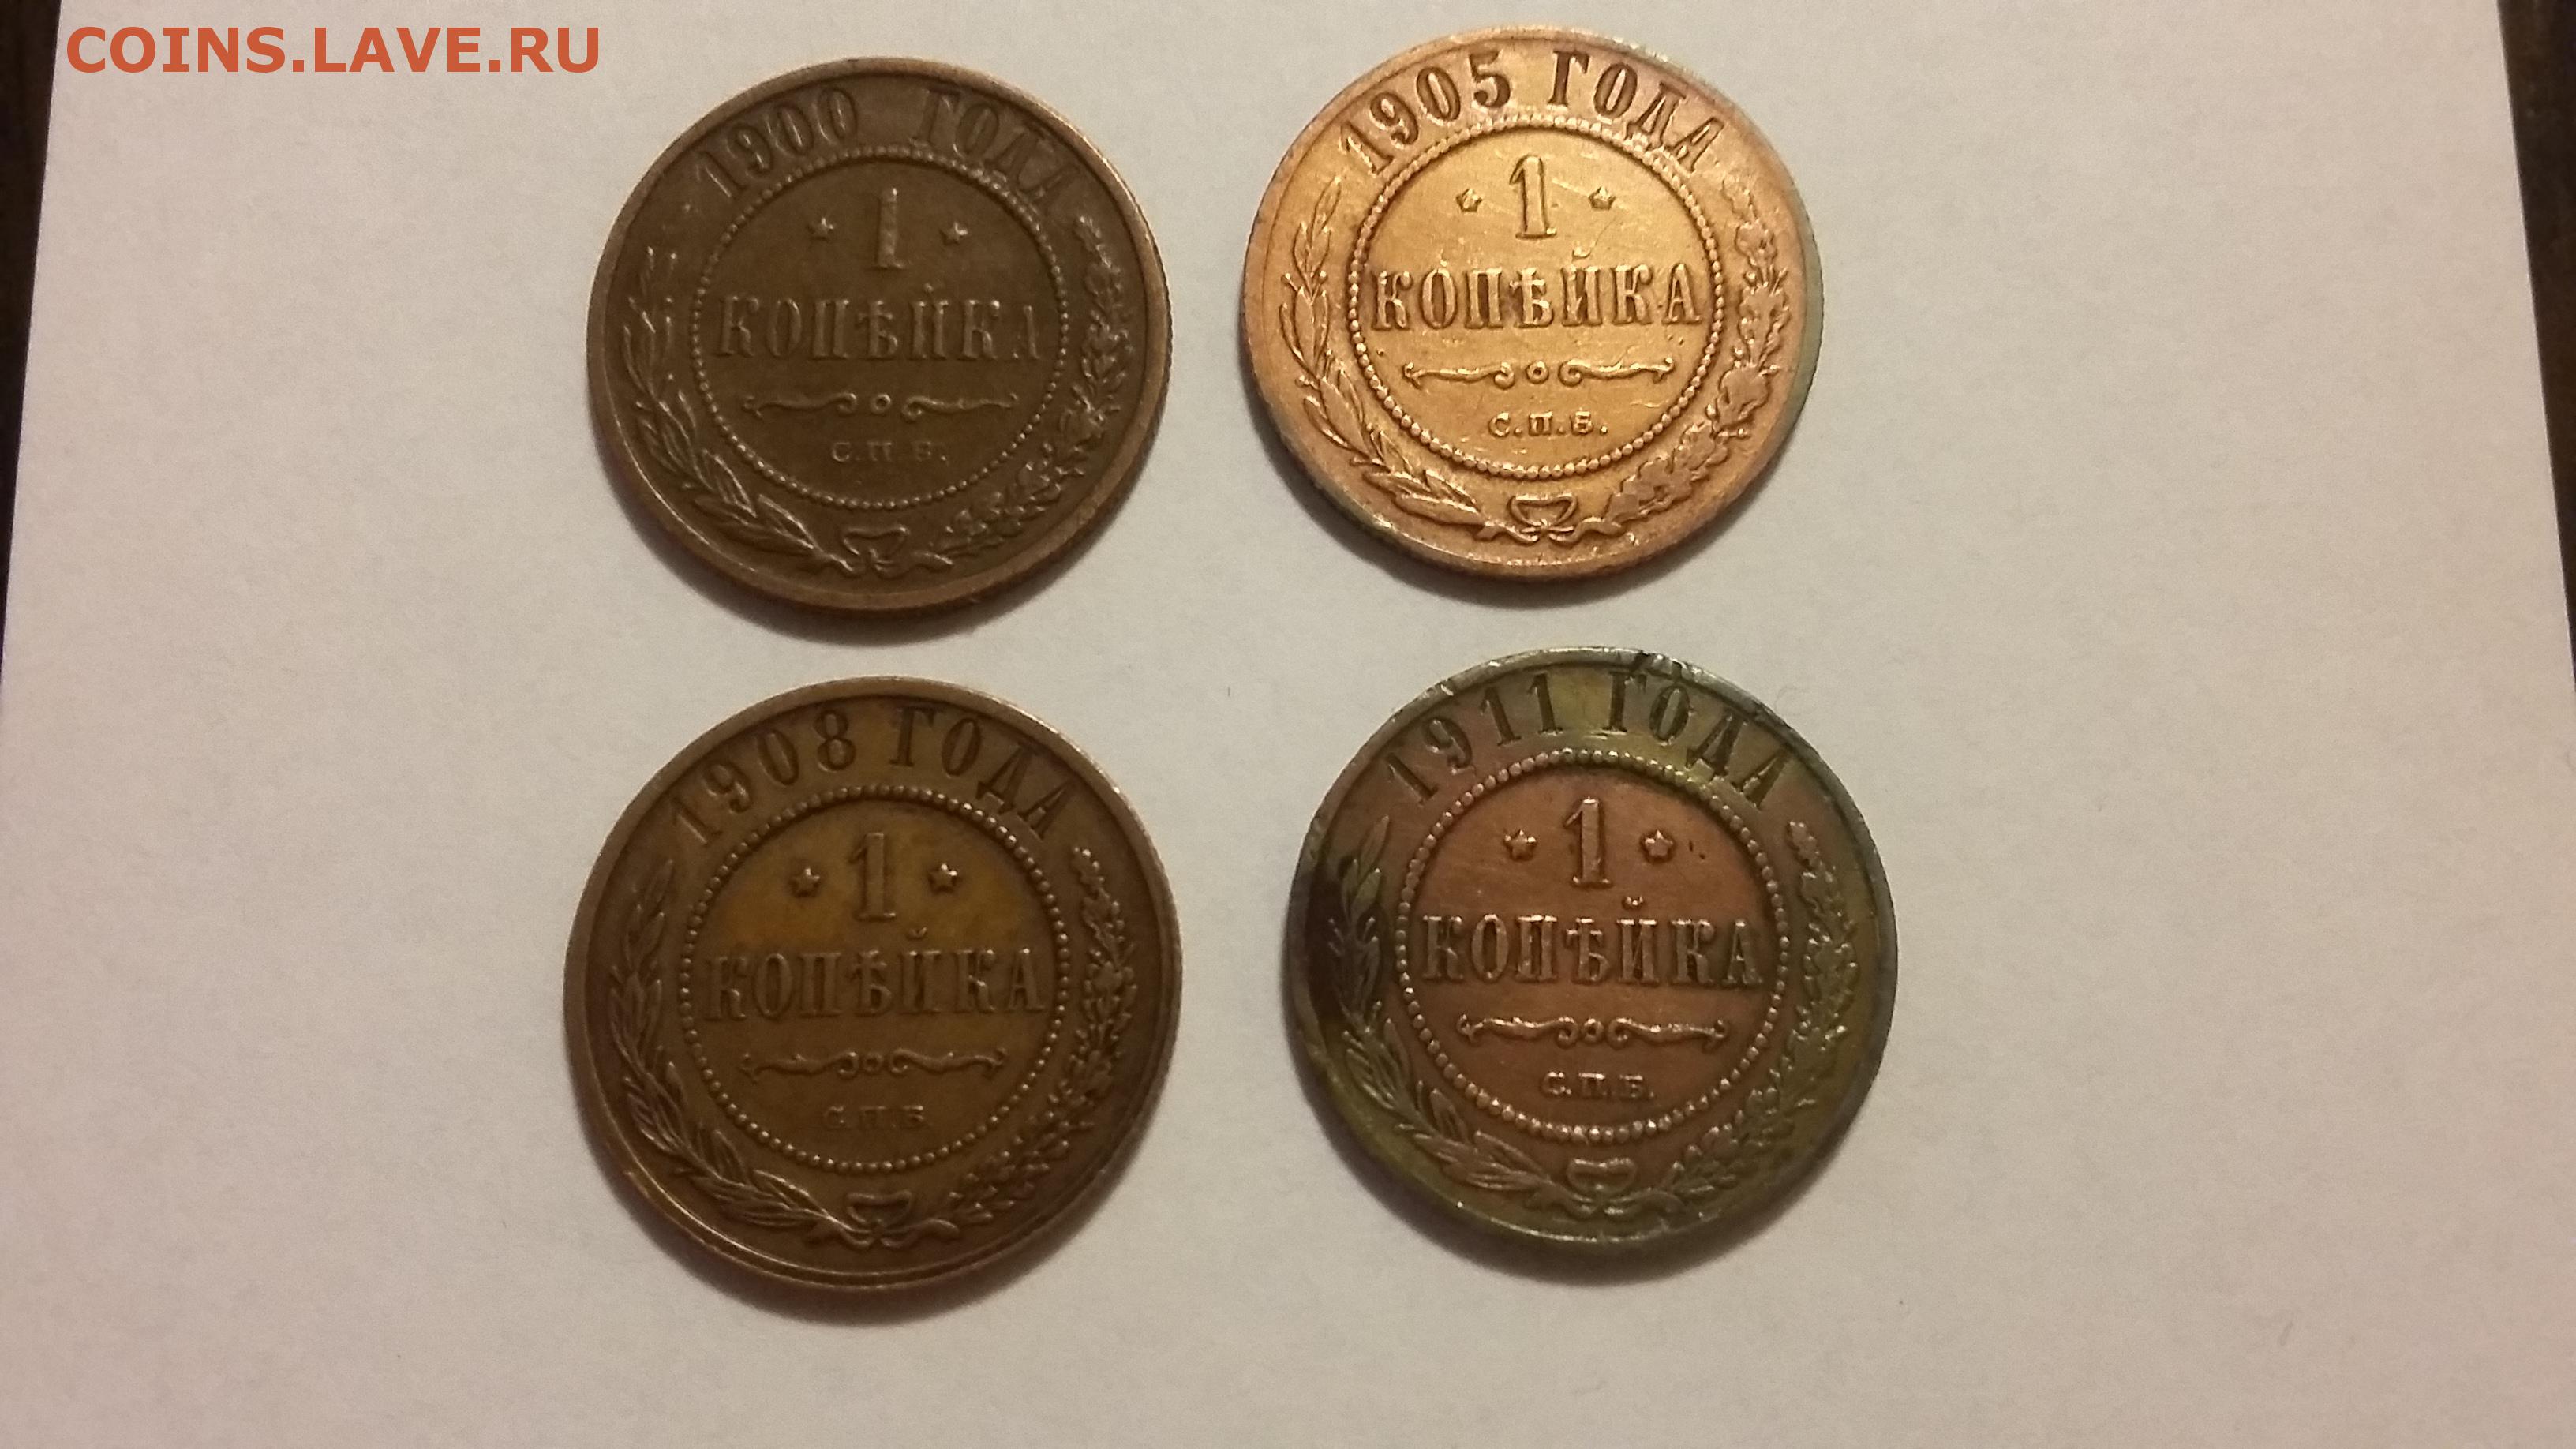 COINS.LAVE.RU
1900 ГОДА
1
КОПѢЙКА
С.П.Б.
1905 ГОДА
1
КОПѢЙКА
С.П.Б.
1908 ГОДА
1
КОПѢЙКА
С.П.Б.
1911 ГОДА
1
КОПѢЙКА
С.П.Б.